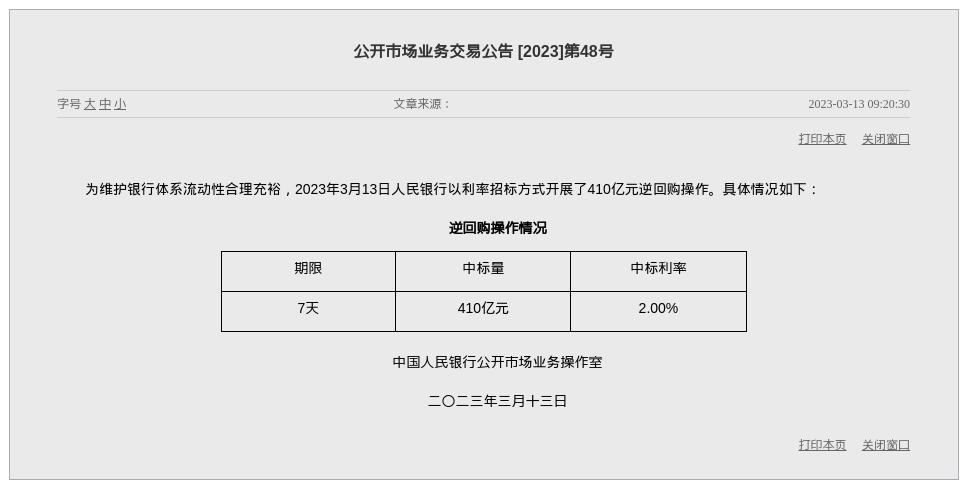 公开市场业务交易公告 [2023]第48号
字号 大 中 小 文章来源： 2023-03-13 09:20:30
打印本页 关闭窗口
为维护银行体系流动性合理充裕，2023年3月13日人民银行以利率招标方式开展了410亿元逆回购操作。具体情况如下：
逆回购操作情况
期限 中标量 中标利率
7天 410亿元 2.00%
中国人民银行公开市场业务操作室
二〇二三年三月十三日
打印本页 关闭窗口